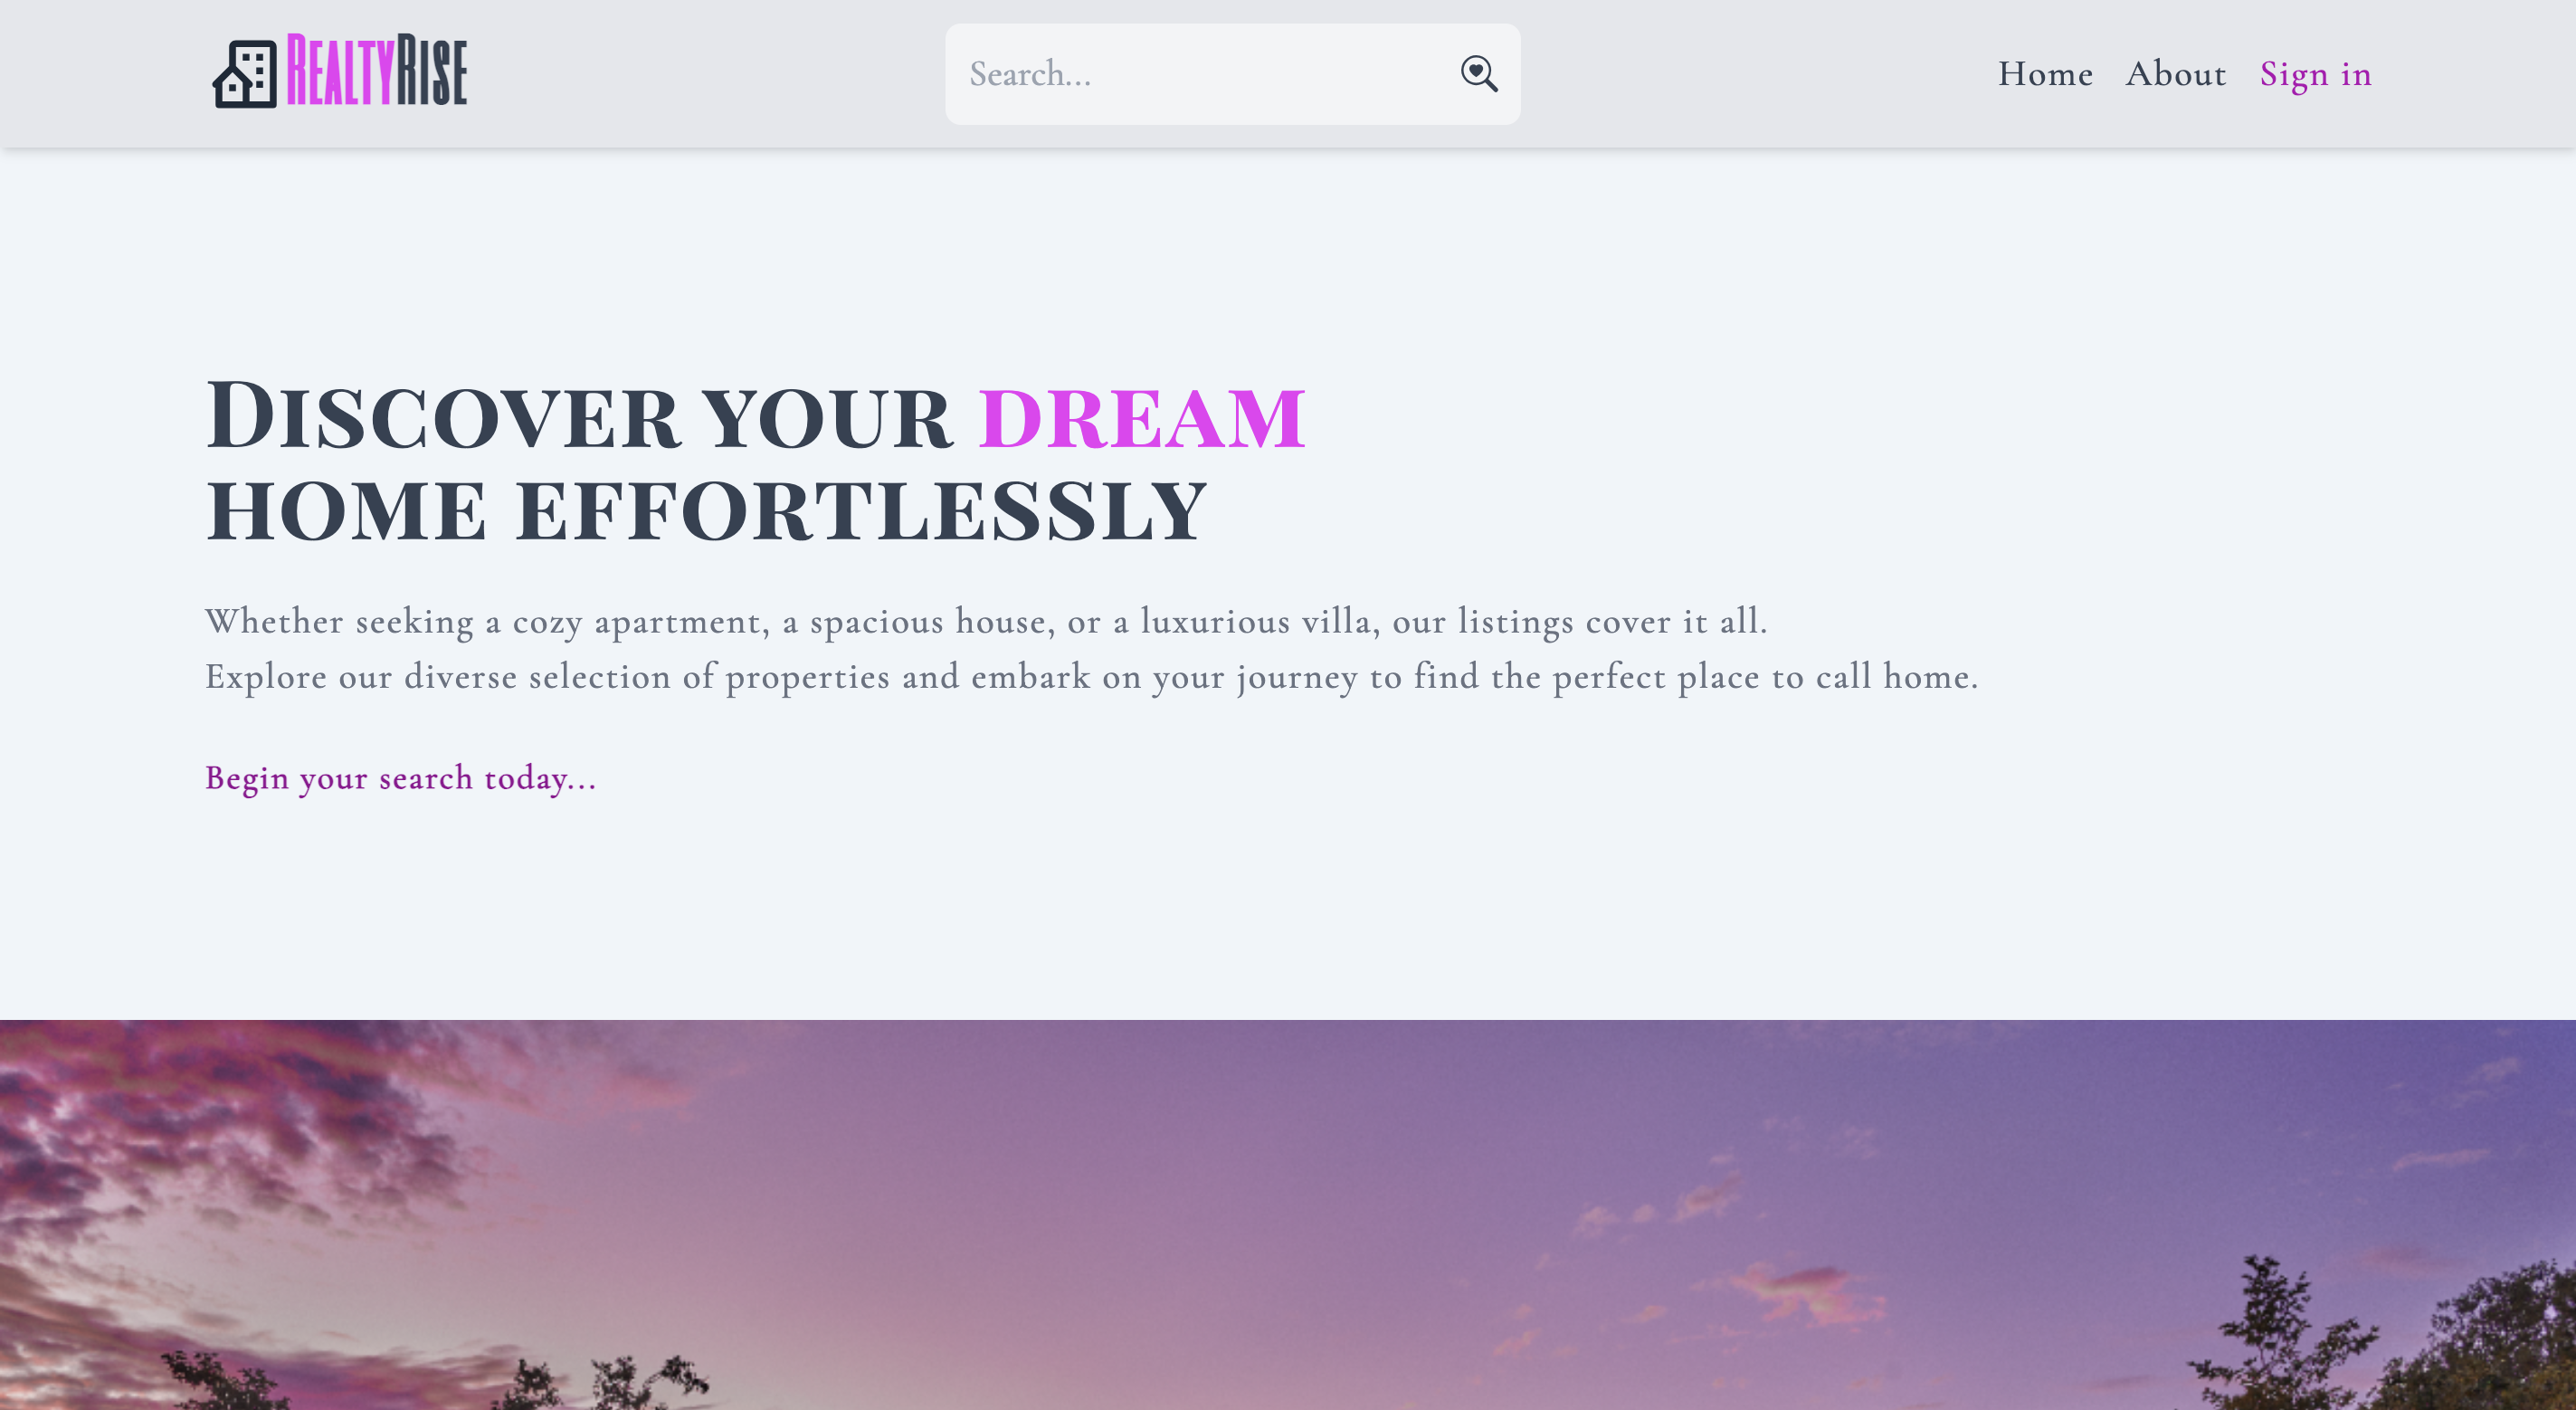 RealtyRise
Search...
Home About Sign in
Discover your dream
home effortlessly
Whether seeking a cozy apartment, a spacious house, or a luxurious villa, our listings cover it all.
Explore our diverse selection of properties and embark on your journey to find the perfect place to call home.
Begin your search today...